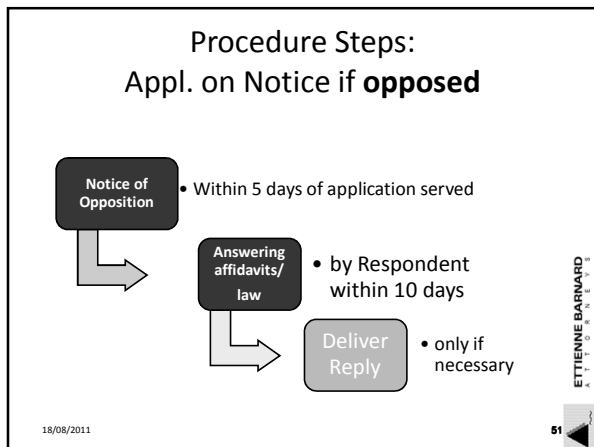 Procedure Steps:
Appl. on Notice if opposed
Notice of
Opposition
• Within 5 days of application served
Answering
affidavits/
law
• by Respondent
within 10 days
Deliver
Reply
• only if
necessary
ETTIENNE BARNARD
ATTORNEYS
18/08/2011
51